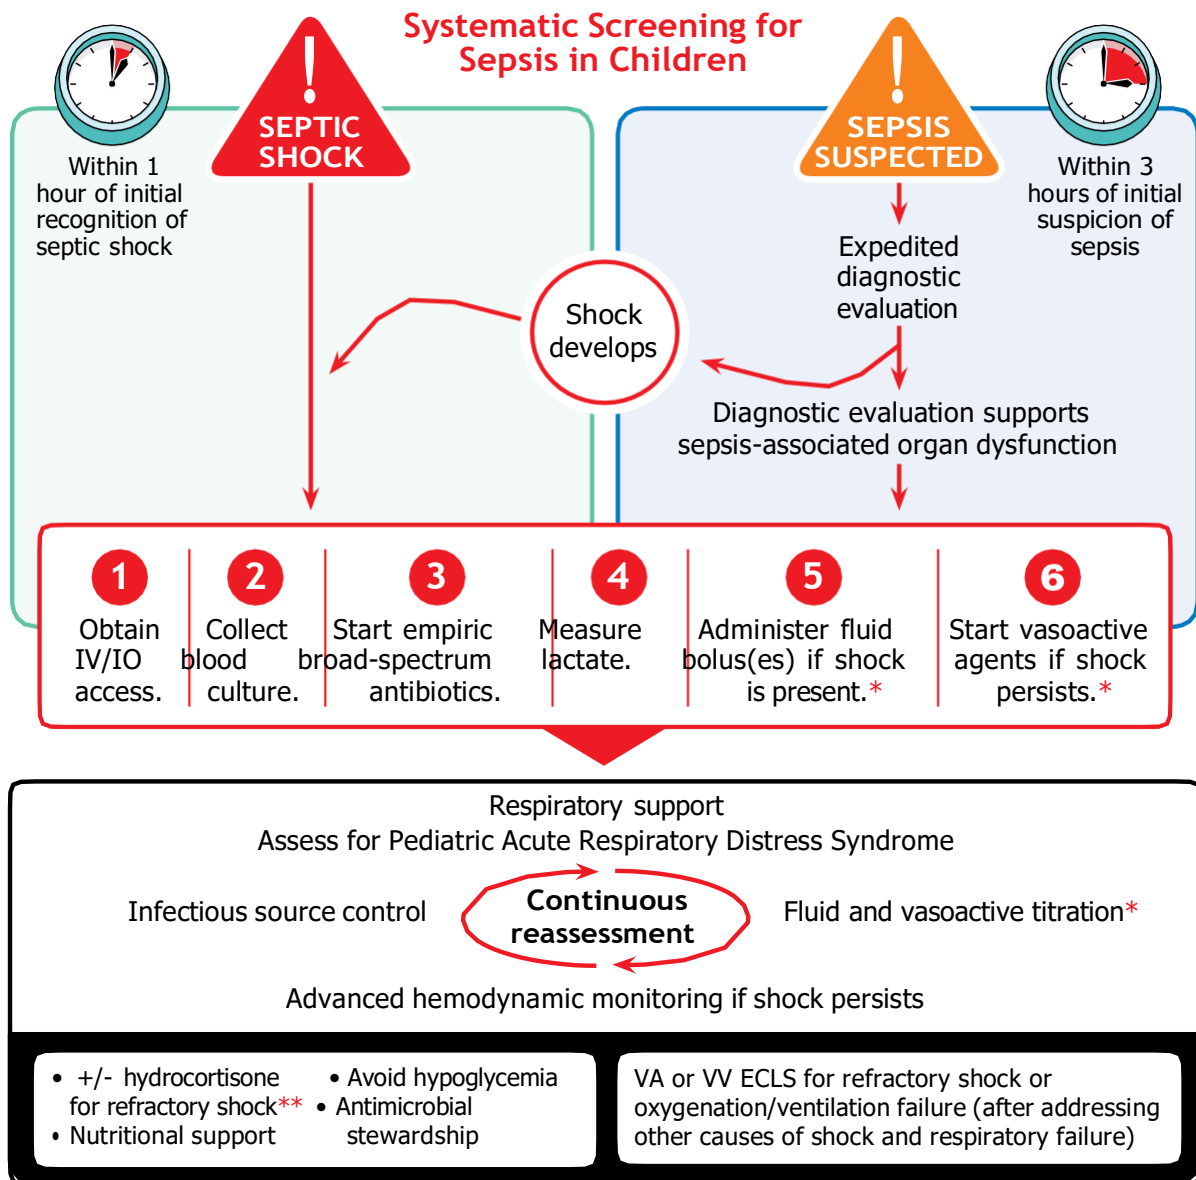 Systematic Screening for
Sepsis in Children
!
SEPTIC
SHOCK
Within 1
hour of initial
recognition of
septic shock
!
SEPSIS
SUSPECTED
Within 3
hours of initial
suspicion of
sepsis
Expedited
diagnostic
evaluation
Shock
develops
Diagnostic evaluation supports
sepsis-associated organ dysfunction
1
Obtain
IV/IO
access.
2
Collect
blood
culture.
3
Start empiric
broad-spectrum
antibiotics.
4
Measure
lactate.
5
Administer fluid
bolus(es) if shock
is present.*
6
Start vasoactive
agents if shock
persists.*
Respiratory support
Assess for Pediatric Acute Respiratory Distress Syndrome
Infectious source control
Continuous
reassessment
Fluid and vasoactive titration*
Advanced hemodynamic monitoring if shock persists
• +/- hydrocortisone
for refractory shock**
• Nutritional support
• Avoid hypoglycemia
• Antimicrobial
stewardship
VA or VV ECLS for refractory shock or
oxygenation/ventilation failure (after addressing
other causes of shock and respiratory failure)